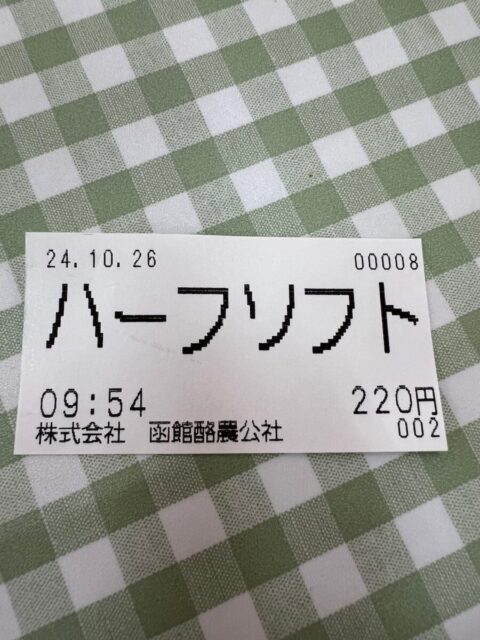 24.10.26 00008
ハーフソフト
09:54 220円
株式会社 函館酪農公社 002